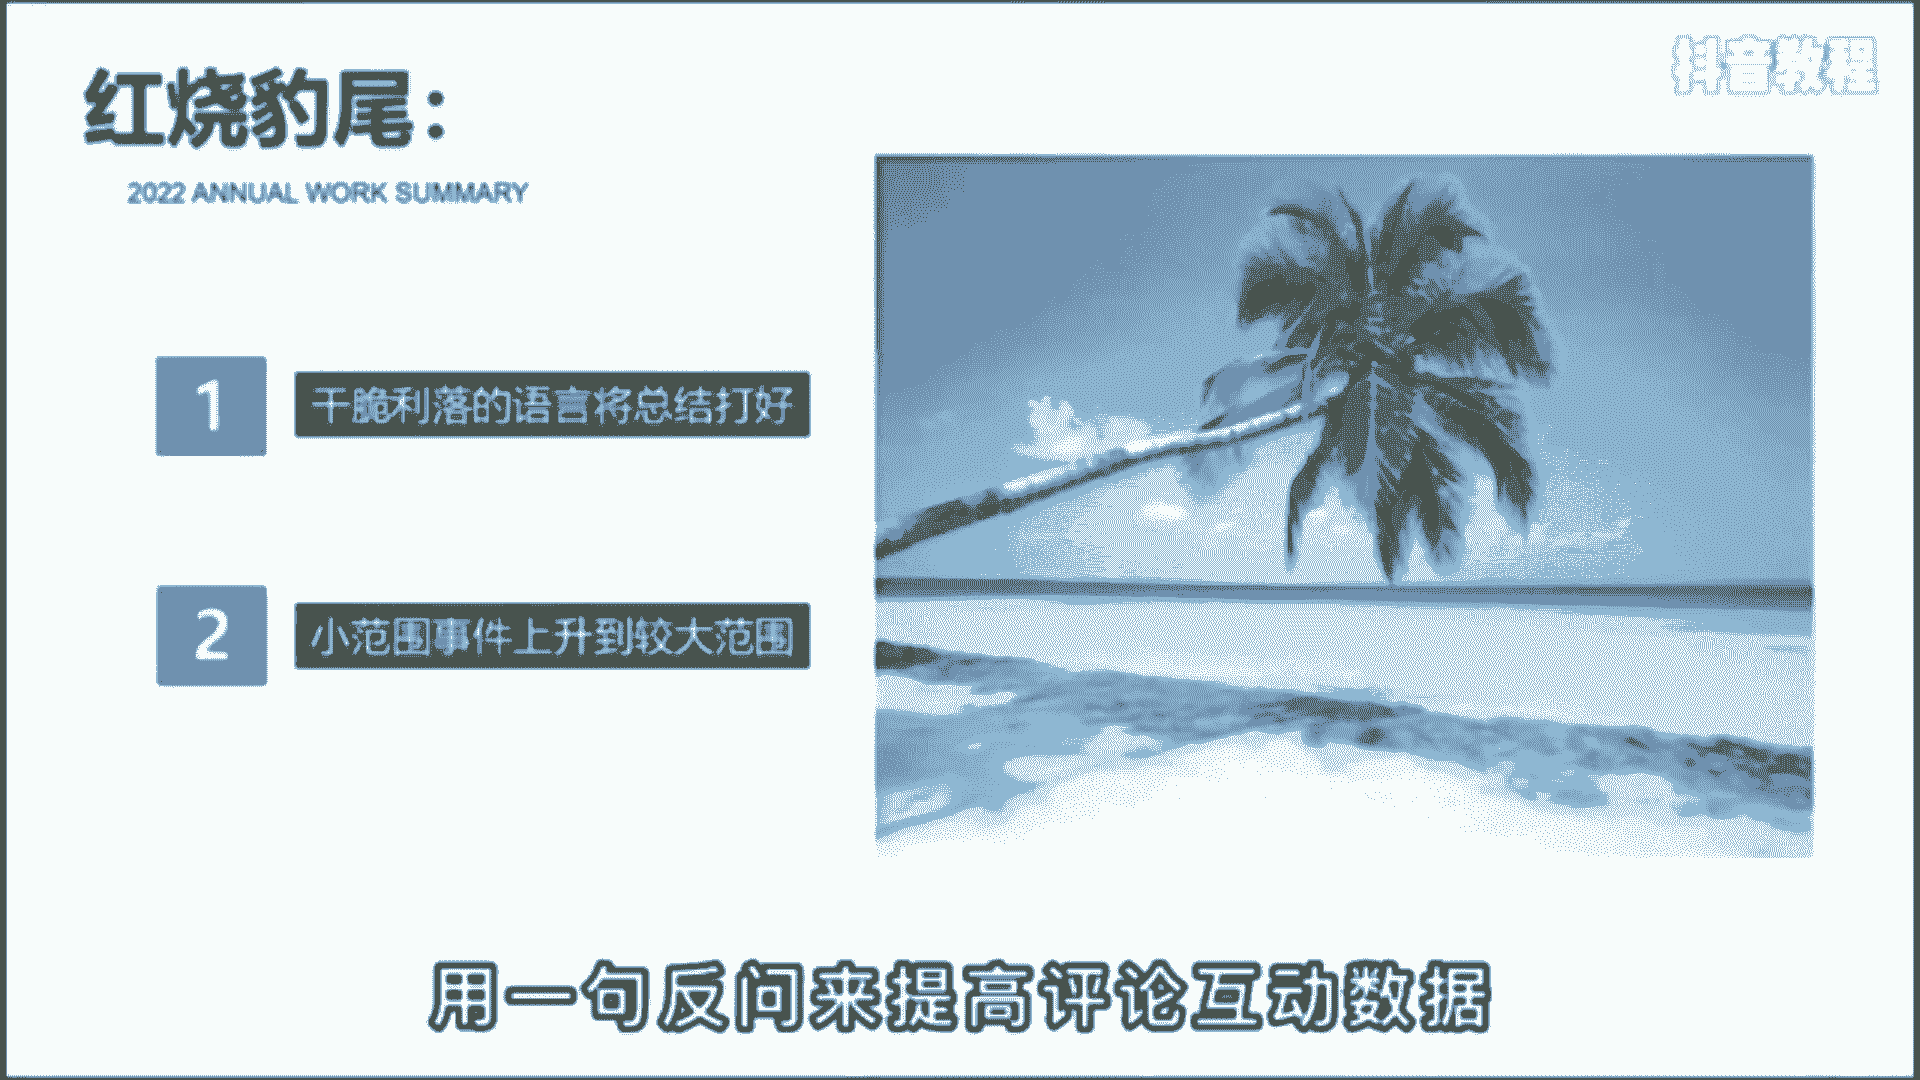 抖音教程
红烧豹尾：
2022 ANNUAL WORK SUMMARY
1
干脆利落的语言将总结打好
2
小范围事件上升到较大范围
用一句反问来提高评论互动数据